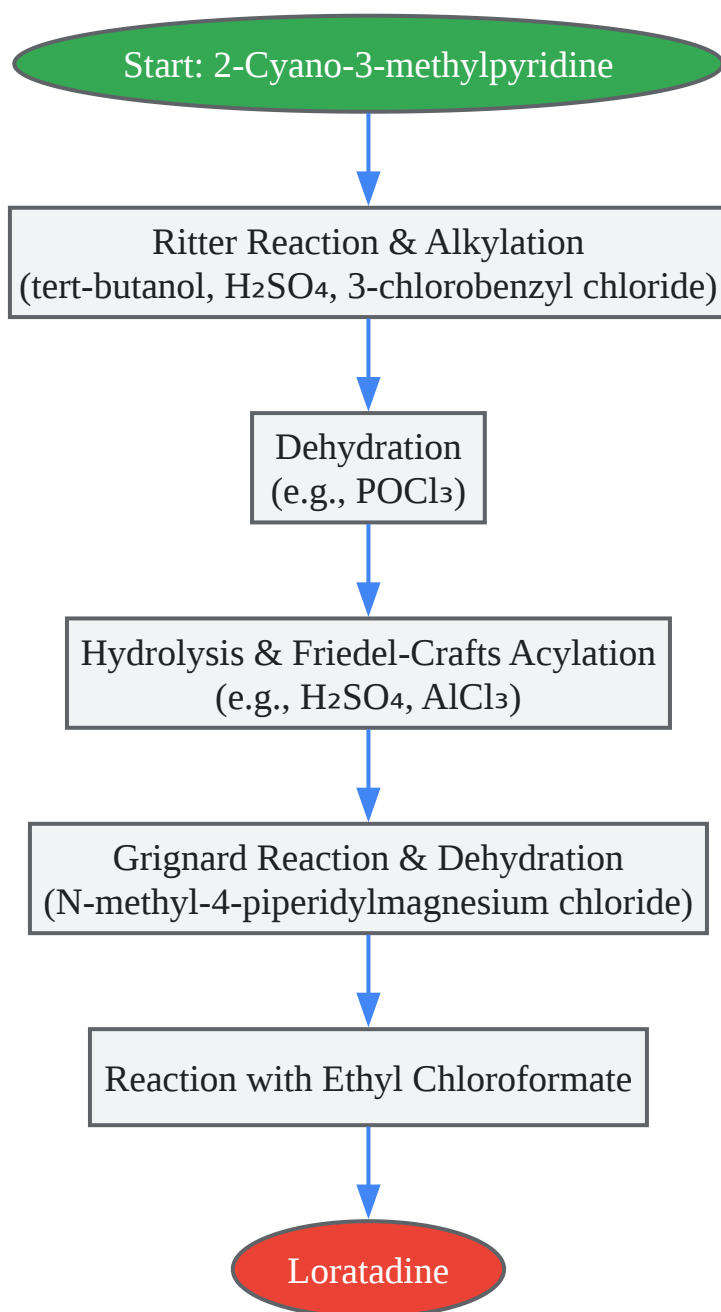 Start: 2-Cyano-3-methylpyridine
Ritter Reaction & Alkylation
(tert-butanol, H₂SO₄, 3-chlorobenzyl chloride)
Dehydration
(e.g., POCl₃)
Hydrolysis & Friedel-Crafts Acylation
(e.g., H₂SO₄, AlCl₃)
Grignard Reaction & Dehydration
(N-methyl-4-piperidylmagnesium chloride)
Reaction with Ethyl Chloroformate
Loratadine